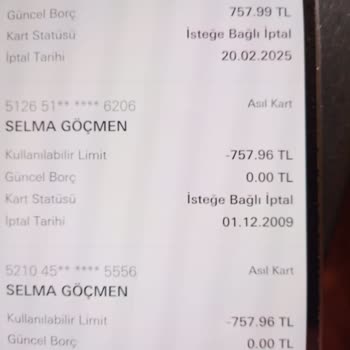 Güncel Borç 757.99 TL
Kart Statüsü İsteğe Bağlı İptal
İptal Tarihi 20.02.2025
5126 51** **** 6206 Asıl Kart
SELMA GÖÇMEN
Kullanılabilir Limit -757.96 TL
Güncel Borç 0.00 TL
Kart Statüsü İsteğe Bağlı İptal
İptal Tarihi 01.12.2009
5210 45** **** 5556 Asıl Kart
SELMA GÖÇMEN
Kullanılabilir Limit -757.96 TL
Güncel Borç 0.00 TL